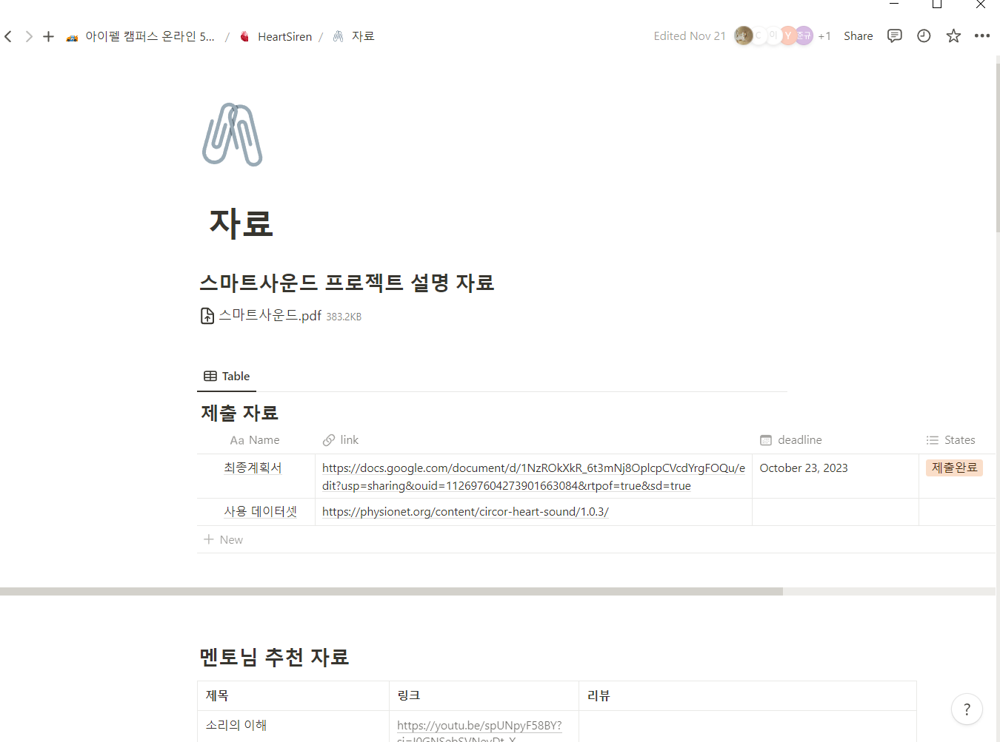 아이펠 캠퍼스 온라인 5... / HeartSiren / 자료
Edited Nov 21 C 이 Y 준규 +1 Share
자료
스마트사운드 프로젝트 설명 자료
스마트사운드.pdf 383.2KB
Table
제출 자료
Aa Name link deadline States
최종계획서 https://docs.google.com/document/d/1NzROkXkR_6t3mNj8OplcpCVcdYrgFOQu/e October 23, 2023 제출완료
dit?usp=sharing&ouid=112697604273901663084&rtpof=true&sd=true
사용 데이터셋 https://physionet.org/content/circor-heart-sound/1.0.3/
New
멘토님 추천 자료
제목 링크 리뷰
소리의 이해 https://youtu.be/spUNpyF58BY?
?